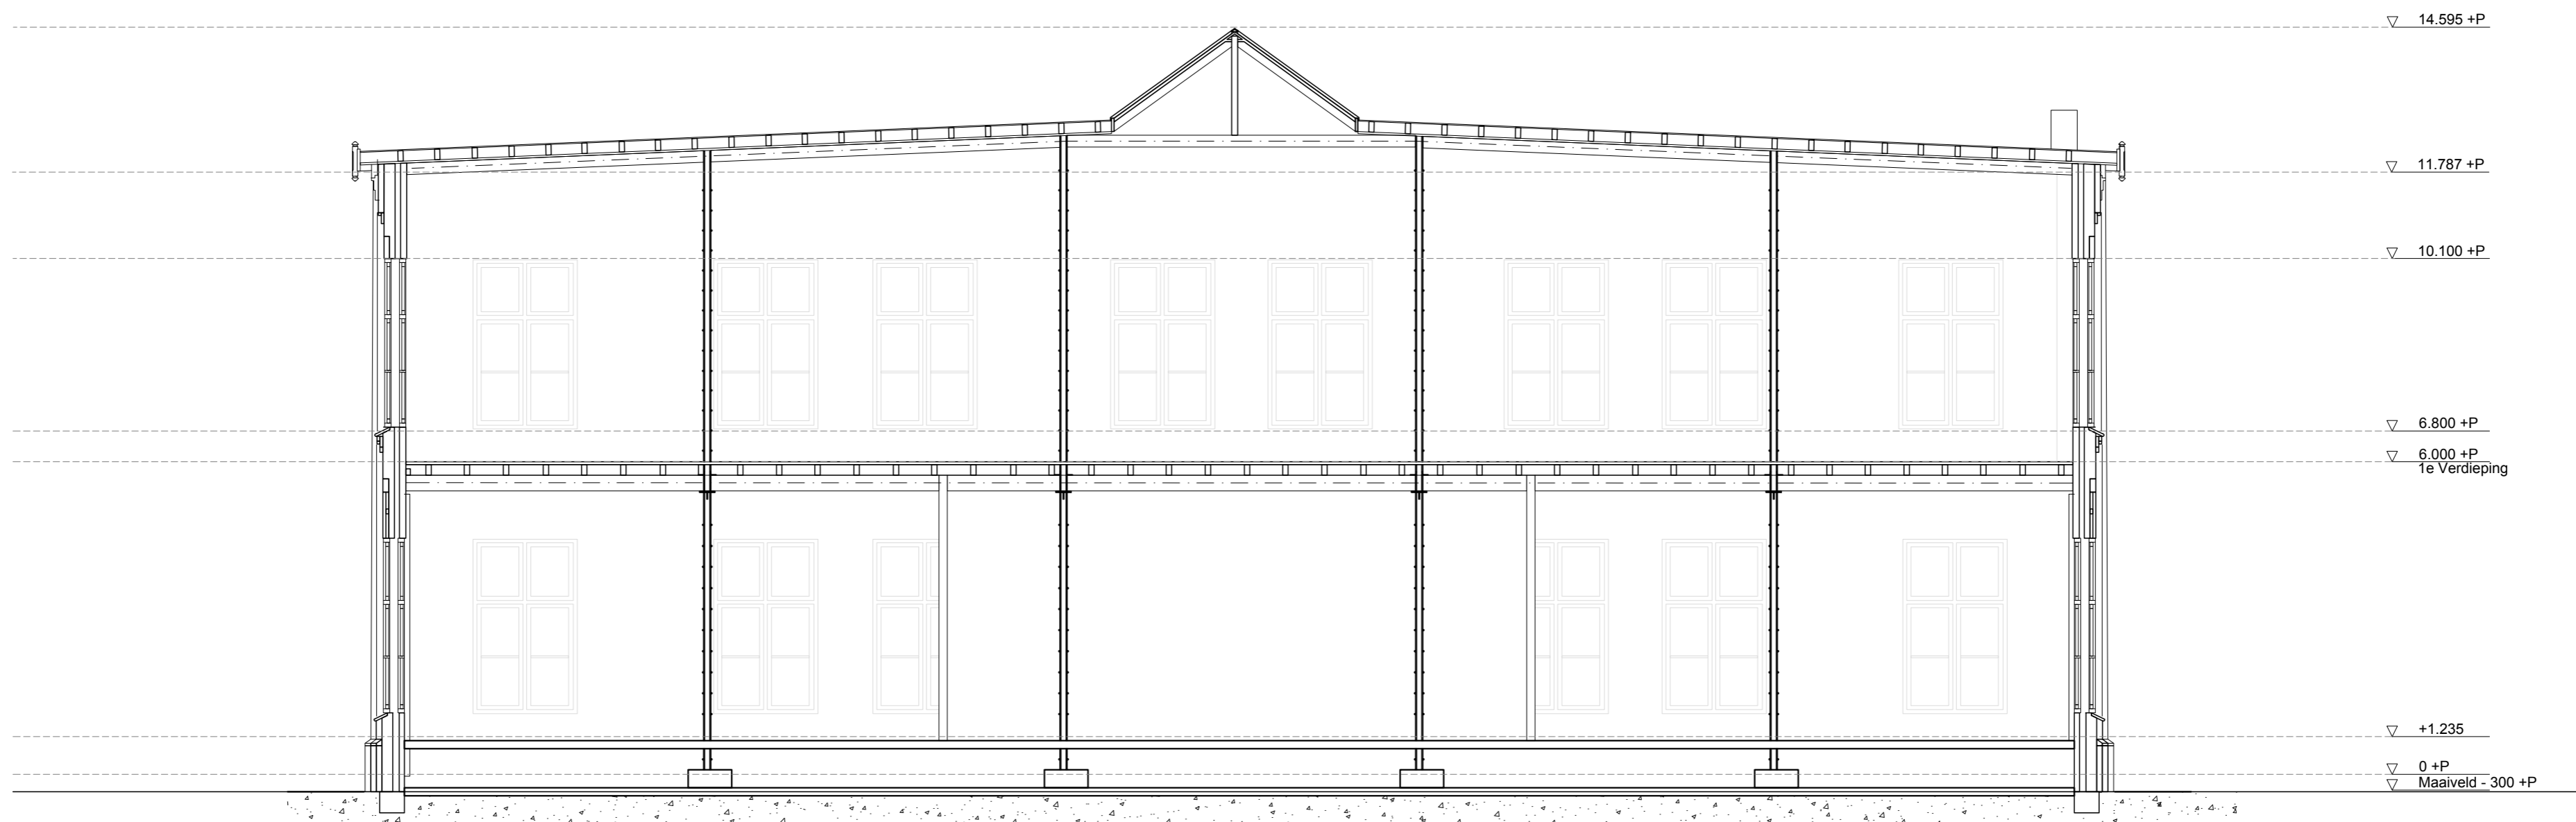 14.595 +P
11.787 +P
10.100 +P
6.800 +P
6.000 +P
1e Verdieping
+1.235
0 +P
Maaiveld - 300 +P